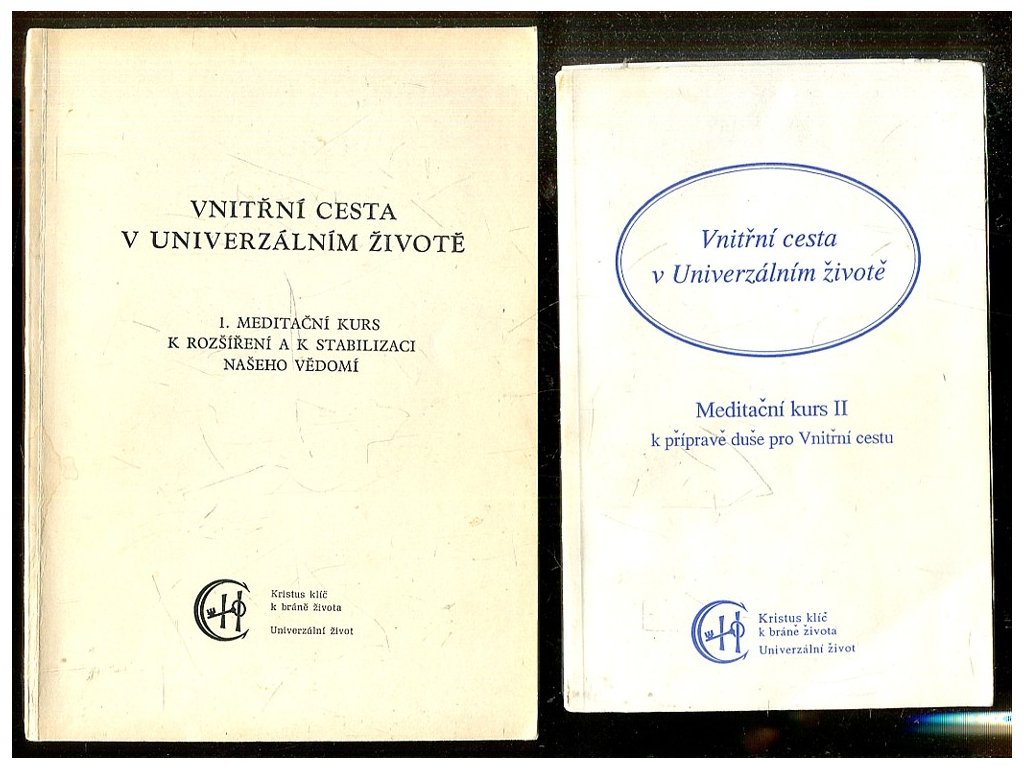 VNITŘNÍ CESTA
V UNIVERZÁLNÍM ŽIVOTĚ
1. MEDITAČNÍ KURS
K ROZŠÍŘENÍ A K STABILIZACI
NAŠEHO VĚDOMÍ
Kristus klíč
k bráně života
Univerzální život
Vnitřní cesta
v Univerzálním životě
Meditační kurs II
k přípravě duše pro Vnitřní cestu
Kristus klíč
k bráně života
Univerzální život